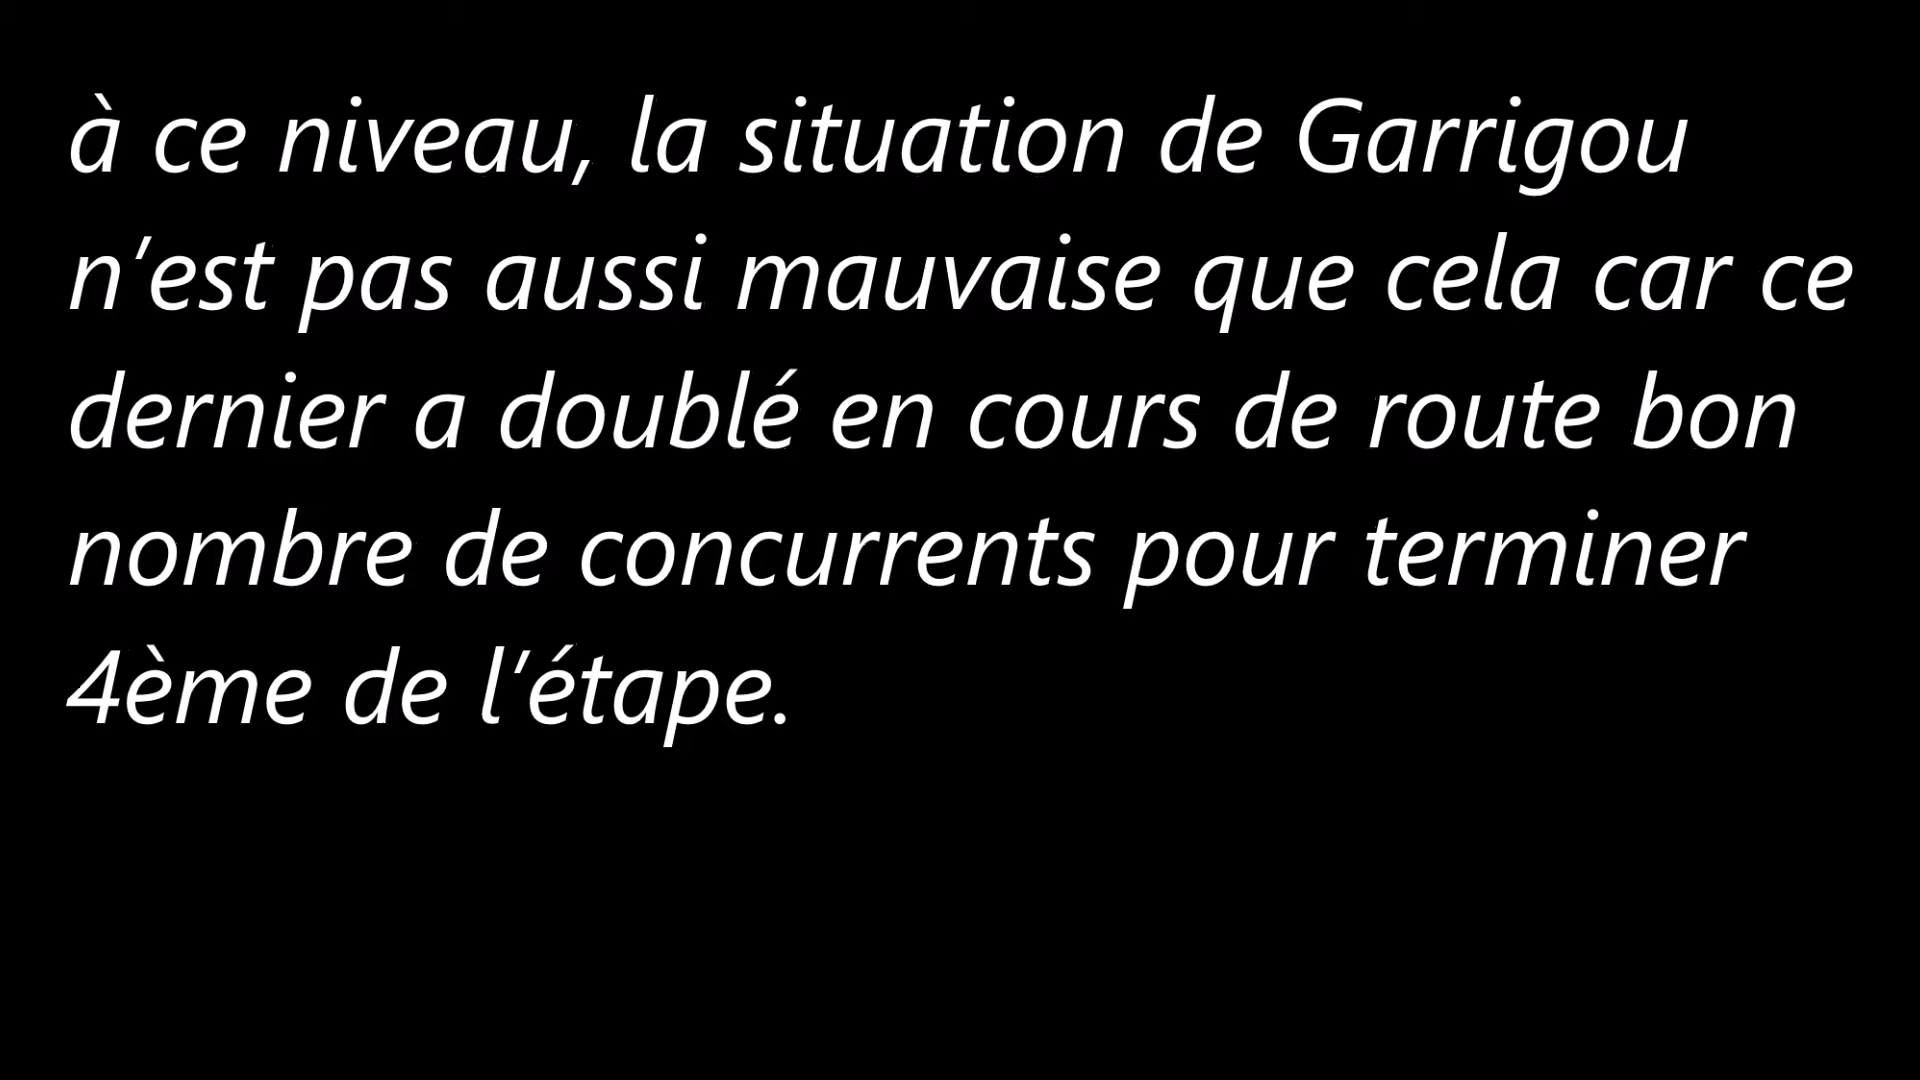 à ce niveau, la situation de Garrigou
n’est pas aussi mauvaise que cela car ce
dernier a doublé en cours de route bon
nombre de concurrents pour terminer
4ème de l’étape.